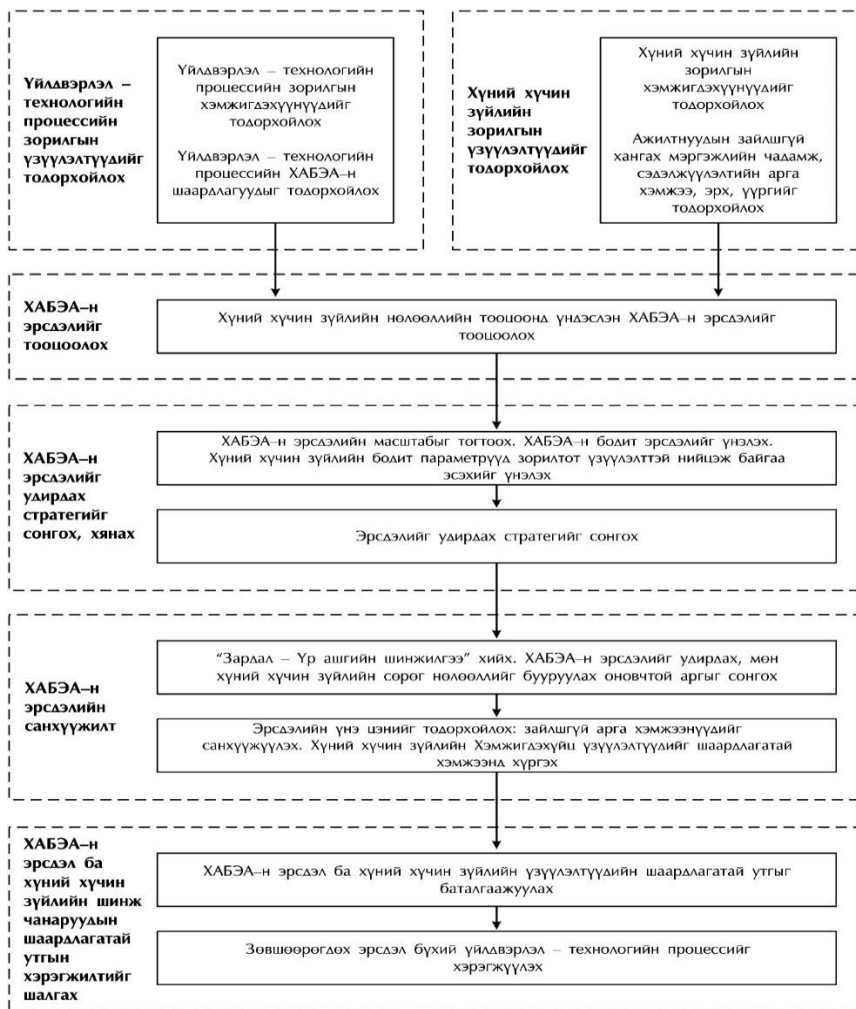 Үйлдвэрлэл –
технологийн
процессийн
зорилгын
үзүүлэлтүүдийг
тодорхойлох
Үйлдвэрлэл – технологийн
процессийн зорилгын
хэмжигдэхүүнүүдийг
тодорхойлох
Үйлдвэрлэл – технологийн
процессийн ХАБЭА–н
шаардлагуудыг тодорхойлох
Хүний хүчин
зүйлийн
зорилгын
үзүүлэлтүүдийг
тодорхойлох
Хүний хүчин зүйлийн
зорилгын
хэмжигдэхүүнүүдийг
тодорхойлох
Ажилтнуудын зайлшгүй
хангах мэргэжлийн чадамж,
сэдэлжүүлэлтийн арга
хэмжээ, эрх, үүргийг
тодорхойлох
ХАБЭА–н
эрсдэлийг
тооцоолох
Хүний хүчин зүйлийн нөлөөллийн тооцоонд үндэслэн ХАБЭА–н эрсдэлийг
тооцоолох
ХАБЭА–н
эрсдэлийг
удирдах
стратегийг
сонгох, хянах
ХАБЭА–н эрсдэлийн масштабыг тогтоох. ХАБЭА–н бодит эрсдэлийг үнэлэх.
Хүний хүчин зүйлийн бодит параметрүүд зорилтот үзүүлэлттэй нийцэж байгаа
эсэхийг үнэлэх
Эрсдэлийг удирдах стратегийг сонгох
ХАБЭА–н
эрсдэлийн
санхүүжилт
“Зардал – Үр ашгийн шинжилгээ” хийх. ХАБЭА–н эрсдэлийг удирдах, мөн
хүний хүчин зүйлийн сөрөг нөлөөллийг бууруулах оновчтой аргыг сонгох
Эрсдэлийн үнэ цэнийг тодорхойлох: зайлшгүй арга хэмжээнүүдийг
санхүүжүүлэх. Хүний хүчин зүйлийн Хэмжигдэхүйц үзүүлэлтүүдийг шаардлагатай
хэмжээнд хүргэх
ХАБЭА–н
эрсдэл ба
хүний хүчин
зүйлийн шинж
чанаруудын
шаардлагатай
утгын
хэрэгжилтийг
шалгах
ХАБЭА–н эрсдэл ба хүний хүчин зүйлийн үзүүлэлтүүдийн шаардлагатай утгыг
баталгаажуулах
Зөвшөөрөгдөх эрсдэл бүхий үйлдвэрлэл – технологийн процессийг
хэрэгжүүлэх